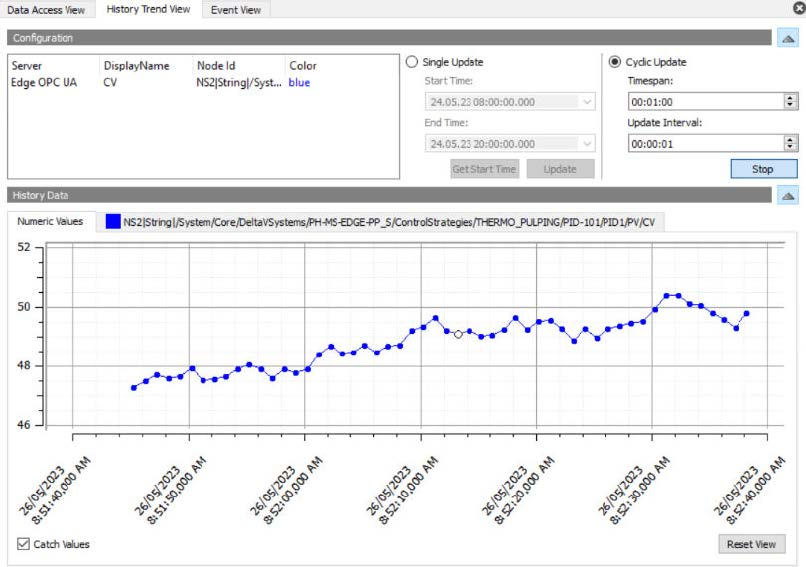 Data Access View History Trend View Event View
Configuration
Server DisplayName Node Id Color
Edge OPC UA CV NS2|String|/Syst... blue
Single Update
Start Time:
24.05.23 08:00:00.000
End Time:
24.05.23 20:00:00.000
Get Start Time Update
Cyclic Update
Timespan:
00:01:00
Update Interval:
00:00:01
Stop
History Data
Numeric Values NS2|String|/System/Core/DeltaVSystems/PH-MS-EDGE-PP_S/ControlStrategies/THERMO_PULPING/PID-101/PID1/PV/CV
52
50
48
46
26/05/2023
8:51:40,000 AM
26/05/2023
8:51:50,000 AM
26/05/2023
8:52:00,000 AM
26/05/2023
8:52:10,000 AM
26/05/2023
8:52:20,000 AM
26/05/2023
8:52:30,000 AM
26/05/2023
8:52:40,000 AM
Catch Values
Reset View